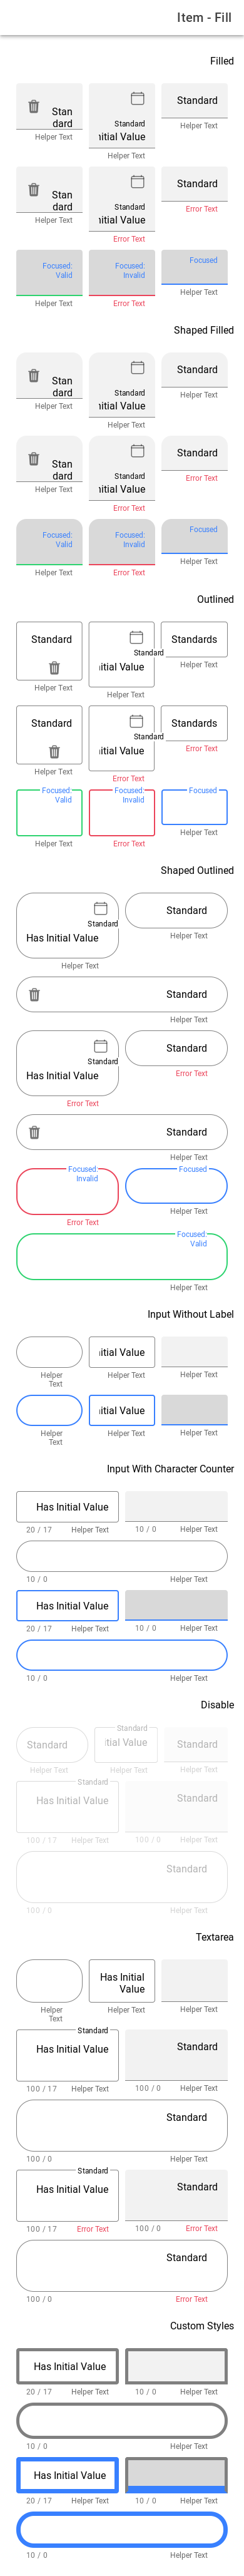 Item - Fill
Filled
Stan
dard
Helper Text
Standard
nitial Value
Helper Text
Standard
Helper Text
Stan
dard
Helper Text
Standard
nitial Value
Error Text
Standard
Error Text
Focused:
Valid
Helper Text
Focused:
Invalid
Error Text
Focused
Helper Text
Shaped Filled
Stan
dard
Helper Text
Standard
nitial Value
Helper Text
Standard
Helper Text
Stan
dard
Helper Text
Standard
nitial Value
Error Text
Standard
Error Text
Focused:
Valid
Helper Text
Focused:
Invalid
Error Text
Focused
Helper Text
Outlined
Standard
Helper Text
Standard
nitial Value
Helper Text
Standards
Helper Text
Standard
Helper Text
Standard
nitial Value
Error Text
Standards
Error Text
Focused:
Valid
Helper Text
Focused:
Invalid
Error Text
Focused
Helper Text
Shaped Outlined
Standard
Has Initial Value
Helper Text
Standard
Helper Text
Standard
Helper Text
Standard
Has Initial Value
Error Text
Standard
Error Text
Standard
Helper Text
Focused:
Invalid
Error Text
Focused
Helper Text
Focused:
Valid
Helper Text
Input Without Label
Helper
Text
nitial Value
Helper Text
Helper Text
Helper
Text
nitial Value
Helper Text
Helper Text
Input With Character Counter
Has Initial Value
20 / 17 Helper Text
10 / 0 Helper Text
10 / 0 Helper Text
Has Initial Value
20 / 17 Helper Text
10 / 0 Helper Text
10 / 0 Helper Text
Disable
Standard
Helper Text
Standard
itial Value
Helper Text
Standard
Helper Text
Standard
Has Initial Value
100 / 17 Helper Text
Standard
100 / 0 Helper Text
Standard
100 / 0 Helper Text
Textarea
Helper
Text
Has Initial
Value
Helper Text
Helper Text
Standard
Has Initial Value
100 / 17 Helper Text
Standard
100 / 0 Helper Text
Standard
100 / 0 Helper Text
Standard
Has Initial Value
100 / 17 Error Text
Standard
100 / 0 Error Text
Standard
100 / 0 Error Text
Custom Styles
Has Initial Value
20 / 17 Helper Text
10 / 0 Helper Text
10 / 0 Helper Text
Has Initial Value
20 / 17 Helper Text
10 / 0 Helper Text
10 / 0 Helper Text